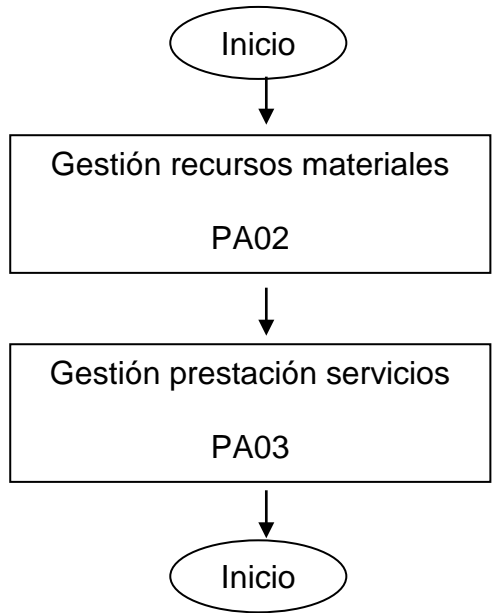 Inicio
Gestión recursos materiales
PA02
Gestión prestación servicios
PA03
Inicio